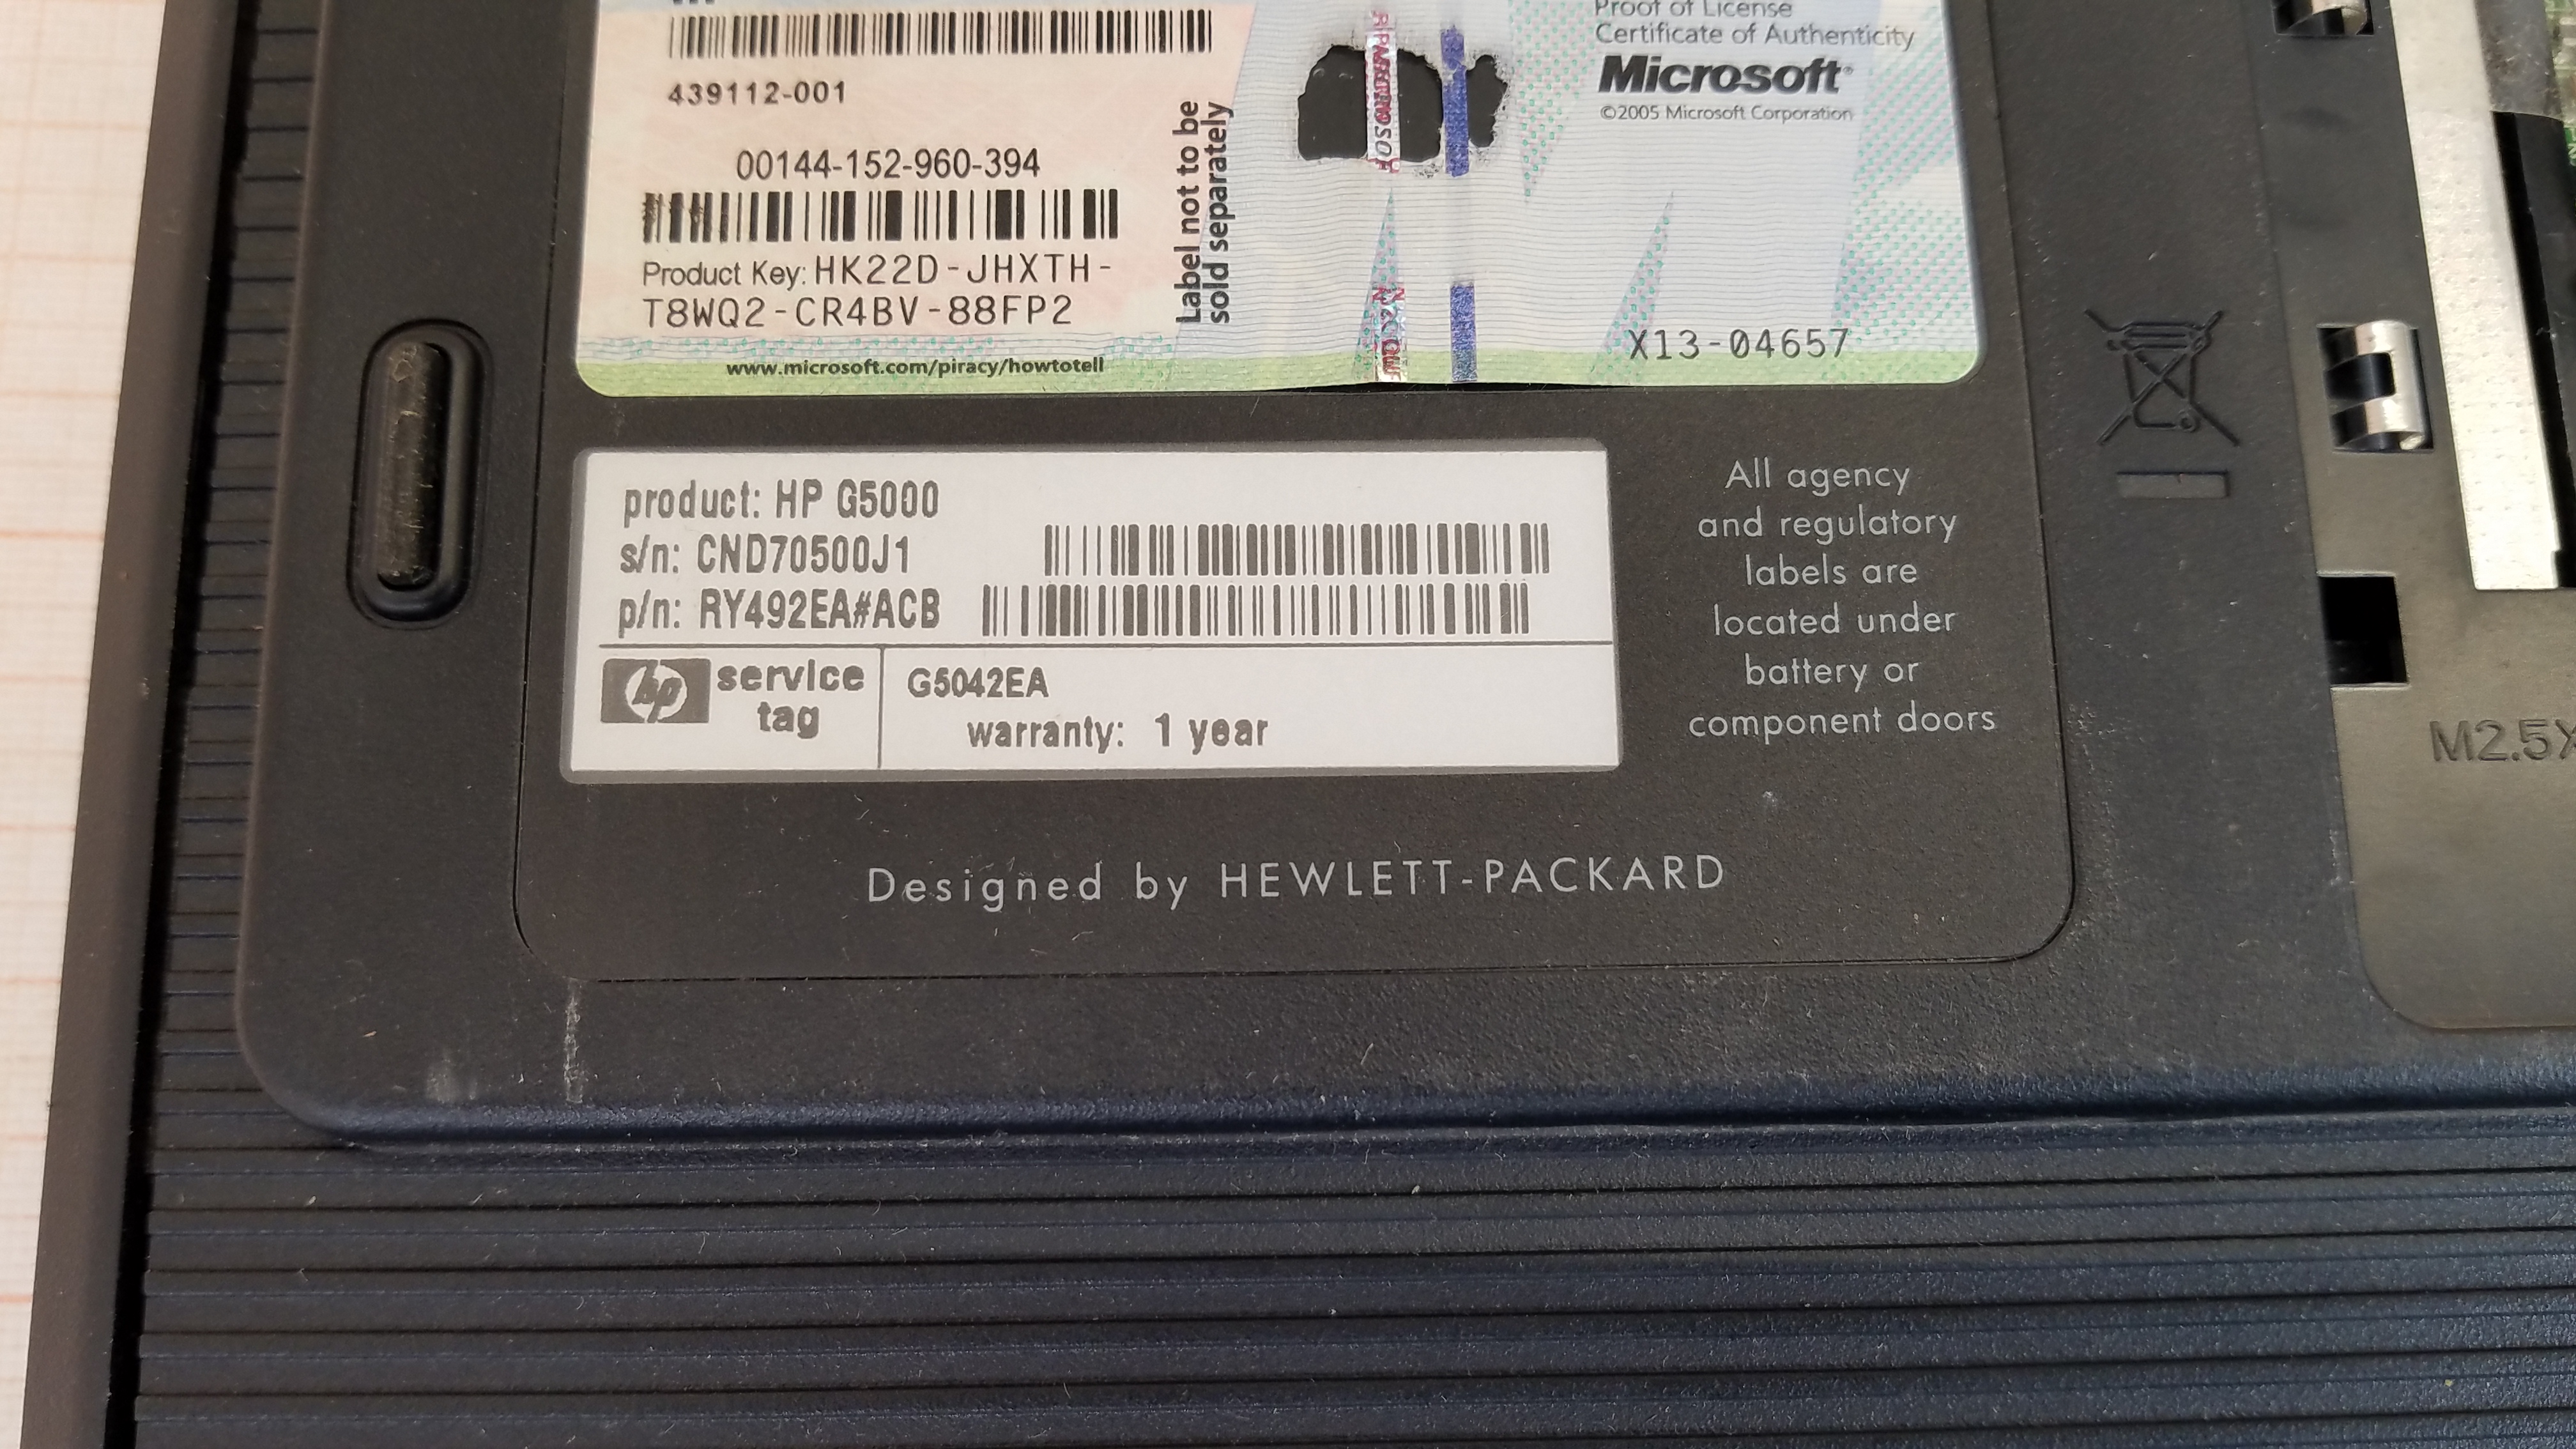 439112-001
00144-152-960-394
Product Key: HK22D-JHXTH-
T8WQ2-CR4BV-88FP2
www.microsoft.com/piracy/howtotell
Label not to be
sold separately
Proof of License
Certificate of Authenticity
Microsoft®
©2005 Microsoft Corporation
X13-04657
product: HP G5000
s/n: CND70500J1
p/n: RY492EA#ACB
hp service
tag
G5042EA
warranty: 1 year
All agency
and regulatory
labels are
located under
battery or
component doors
Designed by HEWLETT-PACKARD
M2.5X